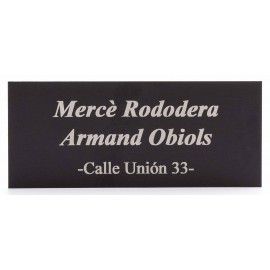 Mercè Rododera
Armand Obiols
-Calle Unión 33-